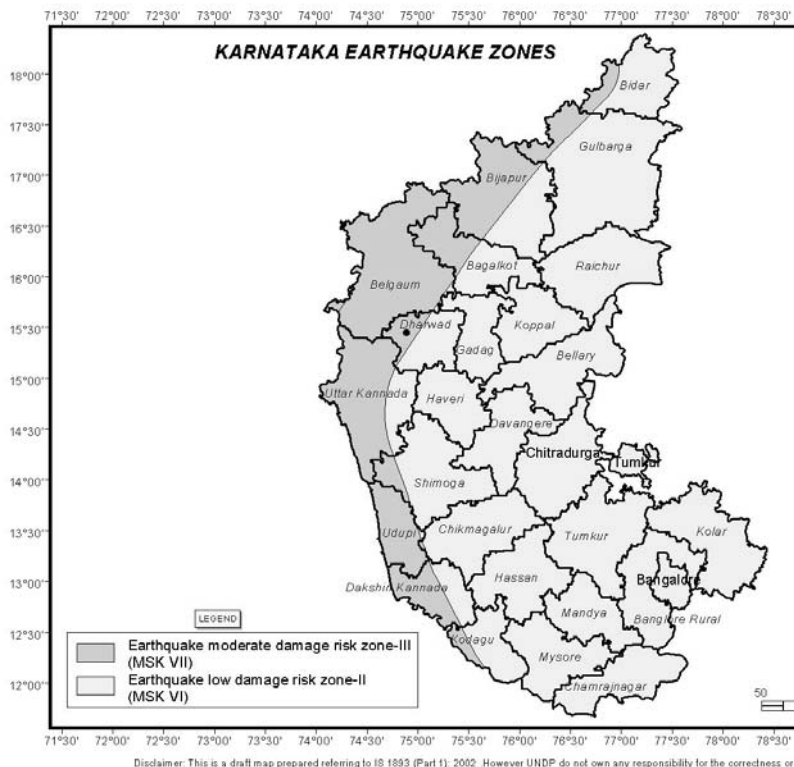 71°30' 72°00' 72°30' 73°00' 73°30' 74°00' 74°30' 75°00' 75°30' 76°00' 76°30' 77°00' 77°30' 78°00' 78°3
KARNATAKA EARTHQUAKE ZONES
18°00'
Bidar
17°30'
Gulbarga
17°00'
Bijapur
16°30'
Bagalkot
Raichur
16°00'
Belgaum
15°30'
Dharwad
Koppal
Gadag
Bellary
15°00'
Uttar Kannada
Haveri
14°30'
Davangere
Chitradurga
Tumkur
14°00'
Shimoga
13°30'
Udupi
Chikmagalur
Tumkur
Kolar
13°00'
Dakshin Kannada
Hassan
Bangalore
Mandya
Banglore Rural
12°30'
Kodagu
Mysore
12°00'
Chamrajnagar
LEGEND
Earthquake moderate damage risk zone-III
(MSK VII)
Earthquake low damage risk zone-II
(MSK VI)
50
71°30' 72°00' 72°30' 73°00' 73°30' 74°00' 74°30' 75°00' 75°30' 76°00' 76°30' 77°00' 77°30' 78°00' 78°3
Disclaimer: This is a draft map prepared referring to IS 1893 (Part 1): 2002. However UNDP do not own any responsibility for the correctness or